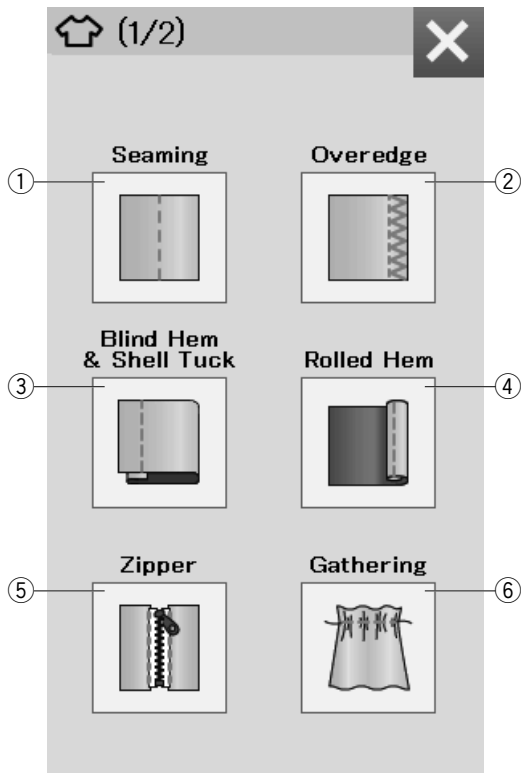 (1/2)
Seaming
Overedge
1
2
Blind Hem
& Shell Tuck
Rolled Hem
3
4
Zipper
Gathering
5
6